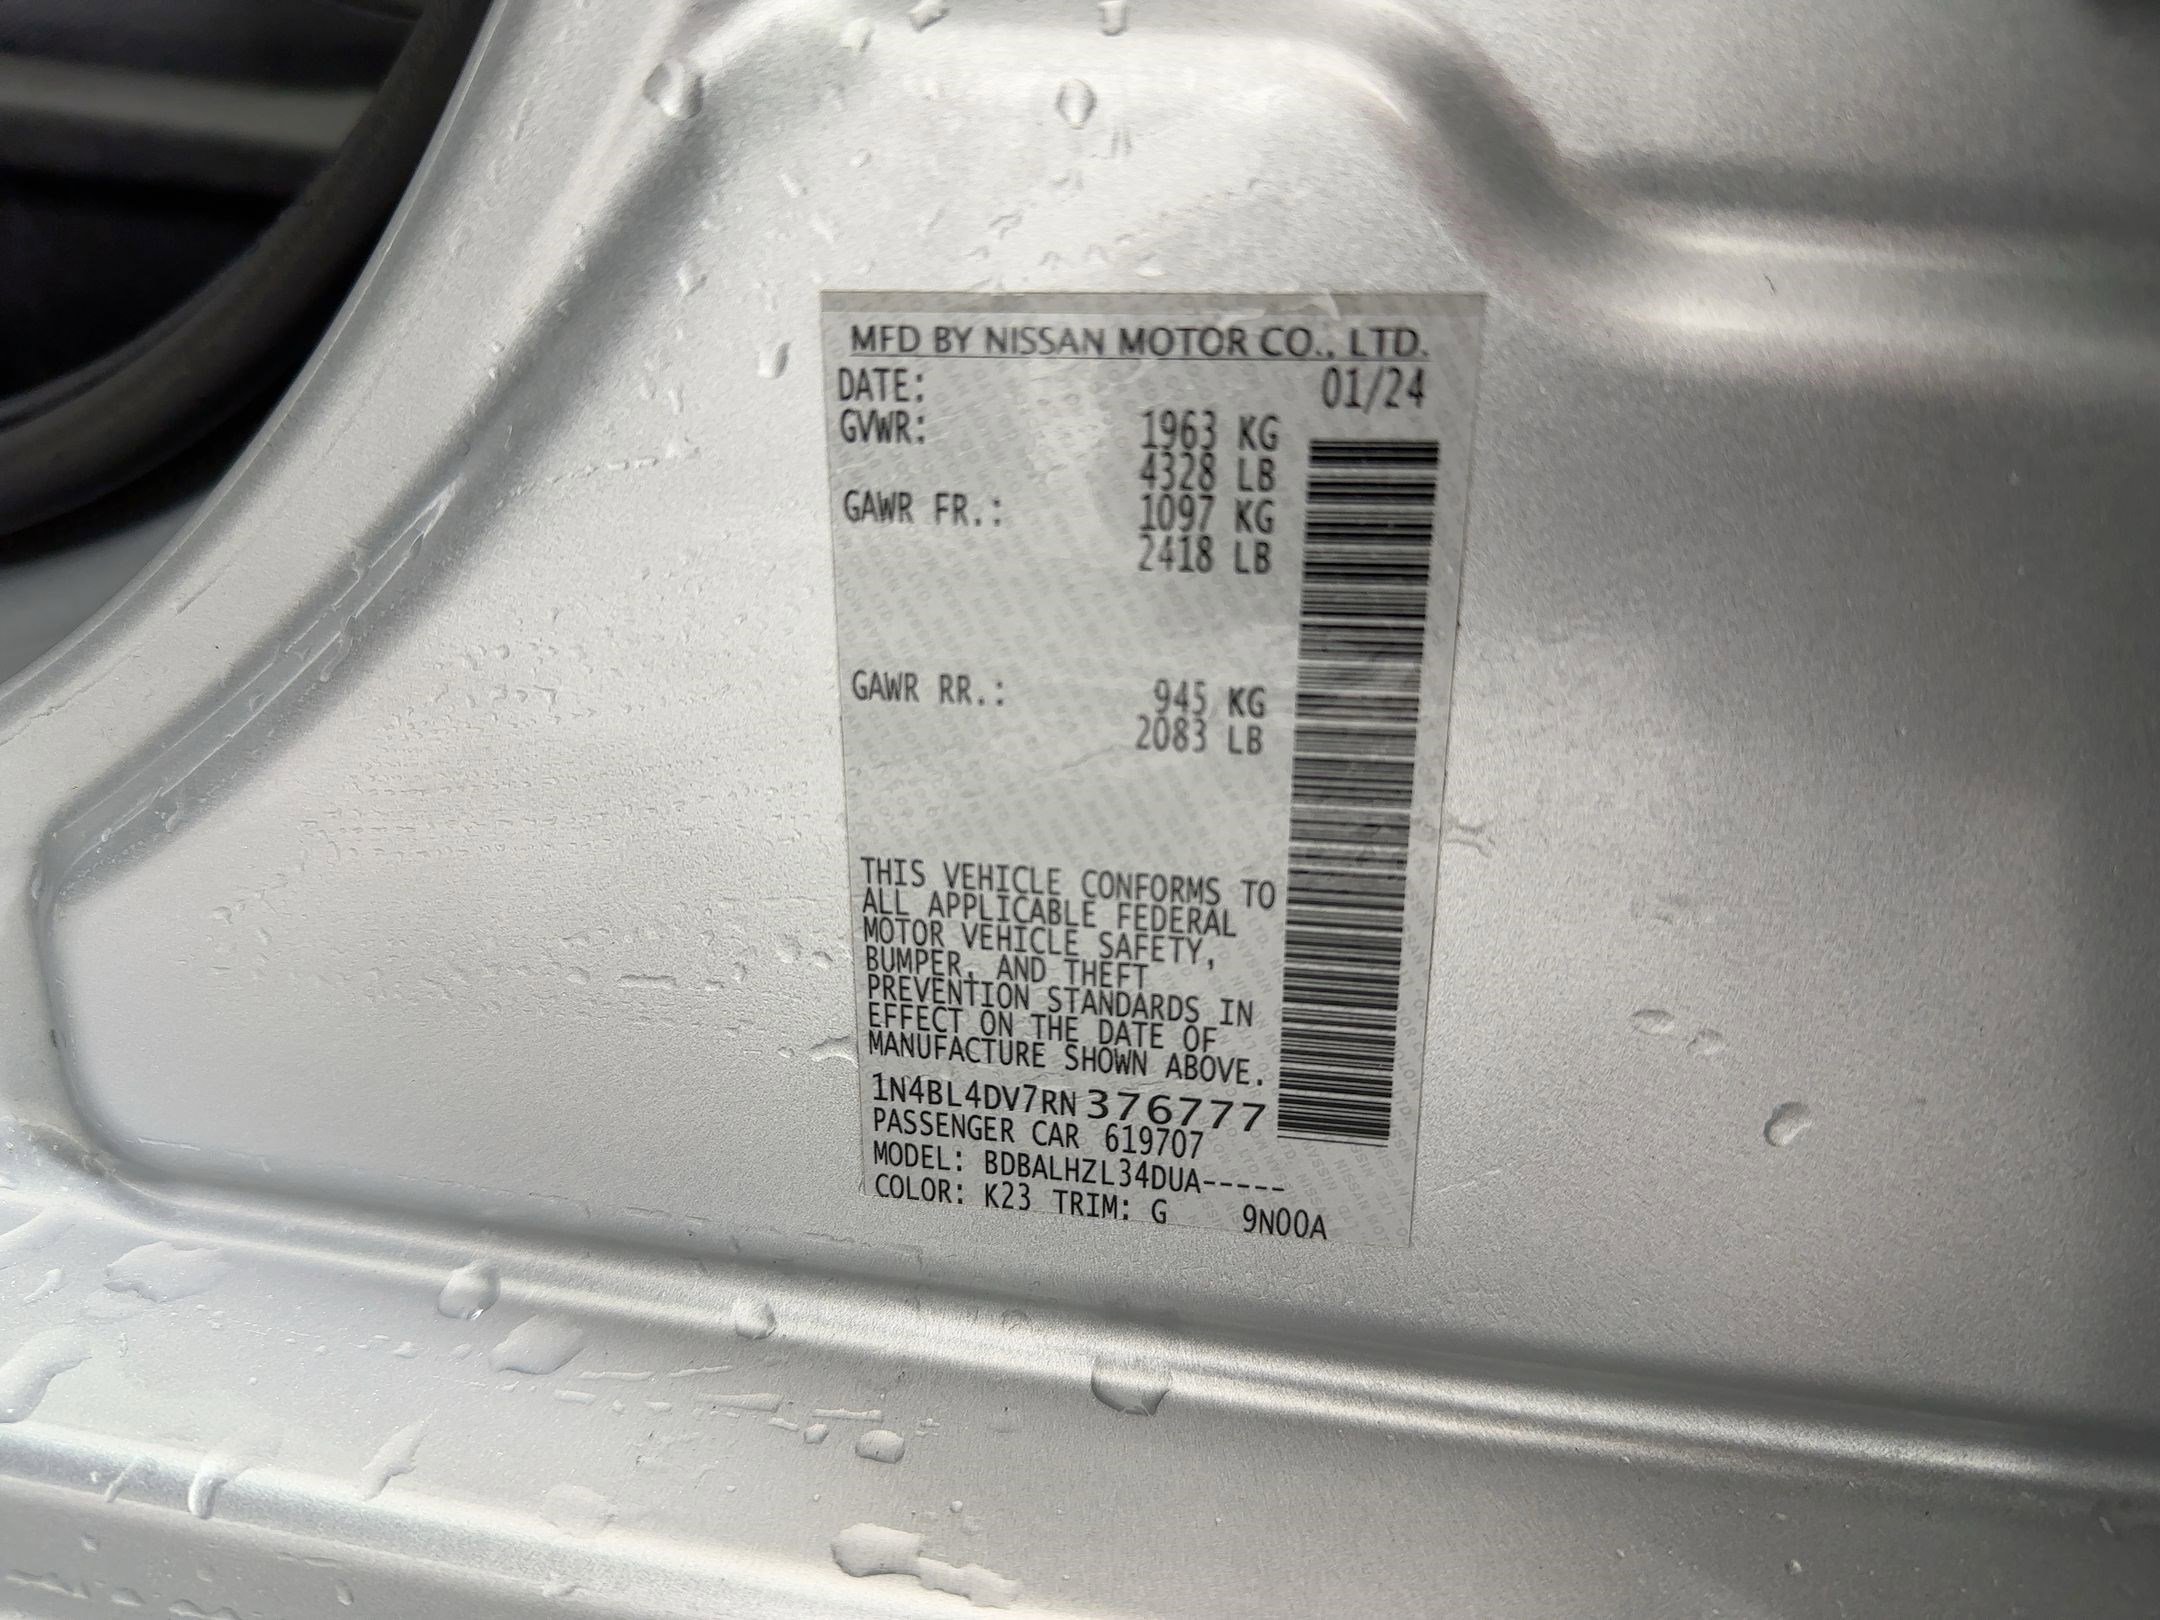 MFD BY NISSAN MOTOR CO., LTD.
DATE: 01/24
GVWR: 1963 KG
4328 LB
GAWR FR.: 1097 KG
2418 LB
GAWR RR.: 945 KG
2083 LB
THIS VEHICLE CONFORMS TO
ALL APPLICABLE FEDERAL
MOTOR VEHICLE SAFETY,
BUMPER, AND THEFT
PREVENTION STANDARDS IN
EFFECT ON THE DATE OF
MANUFACTURE SHOWN ABOVE.
1N4BL4DV7RN 376777
PASSENGER CAR 619707
MODEL: BDBALHZL34DUA-----
COLOR: K23 TRIM: G 9N00A